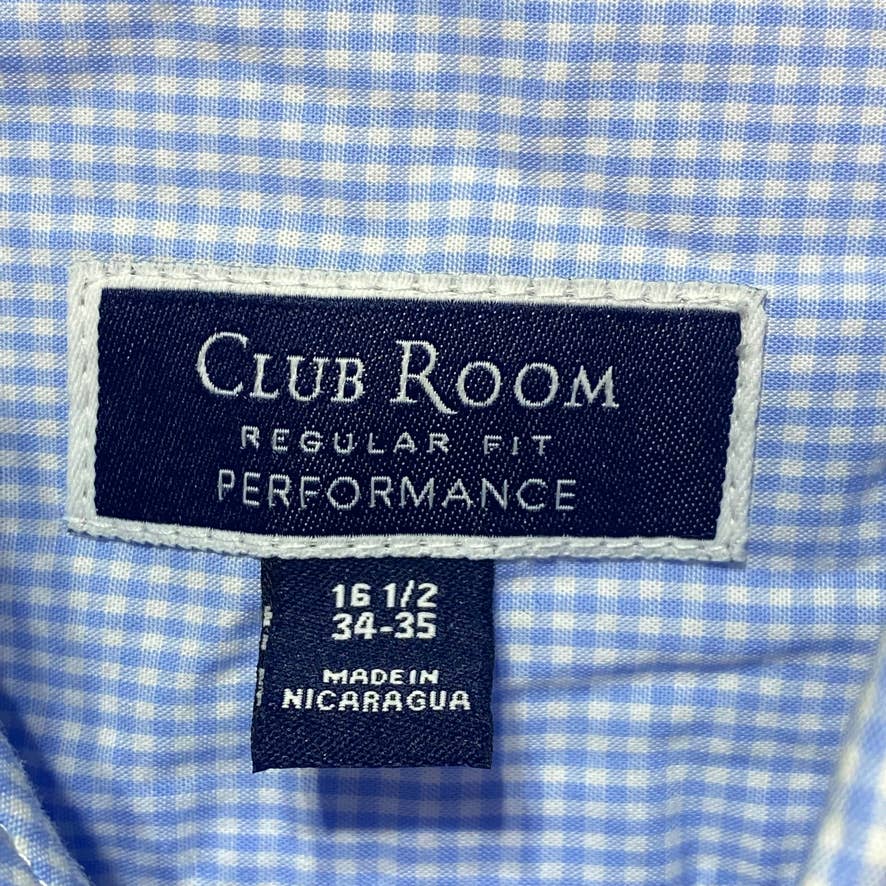 CLUB ROOM
REGULAR FIT
PERFORMANCE
16 1/2
34-35
MADE IN
NICARAGUA